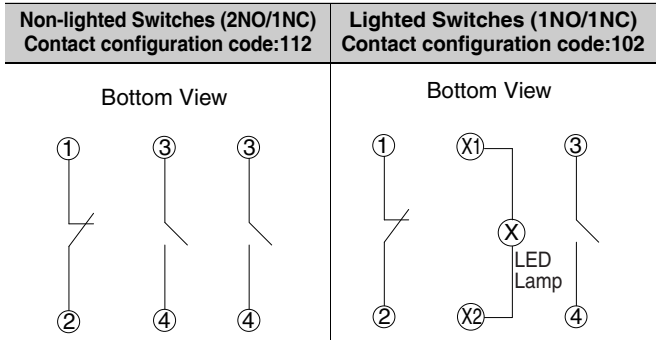 Non-lighted Switches (2NO/1NC)
Contact configuration code:112
Lighted Switches (1NO/1NC)
Contact configuration code:102
Bottom View
1 3 3
2 4 4
Bottom View
1 X1 3
X
LED
Lamp
2 X2 4